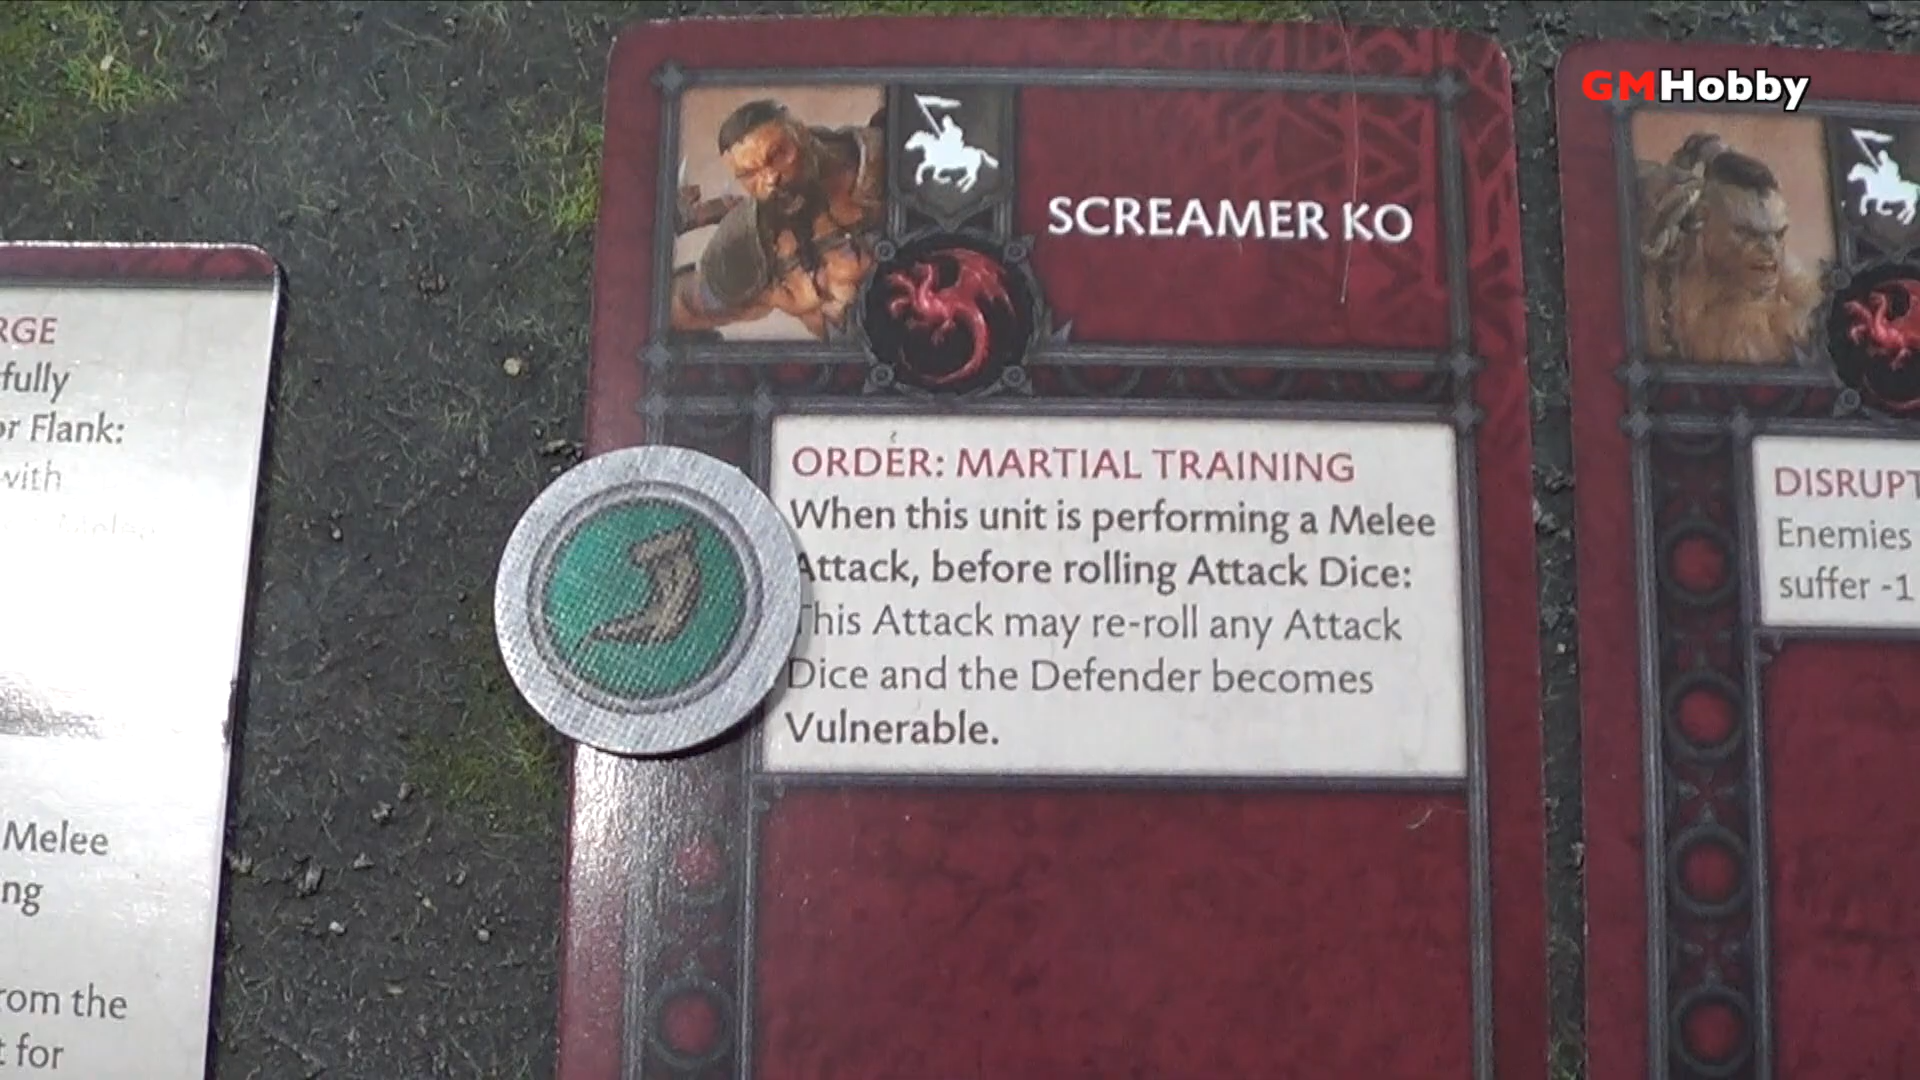 GMHobby
RGE
fully
or Flank:
with
Melee
ng
rom the
t for
SCREAMER KO
ORDER: MARTIAL TRAINING
When this unit is performing a Melee
Attack, before rolling Attack Dice:
This Attack may re-roll any Attack
Dice and the Defender becomes
Vulnerable.
DISRUPT
Enemies
suffer -1